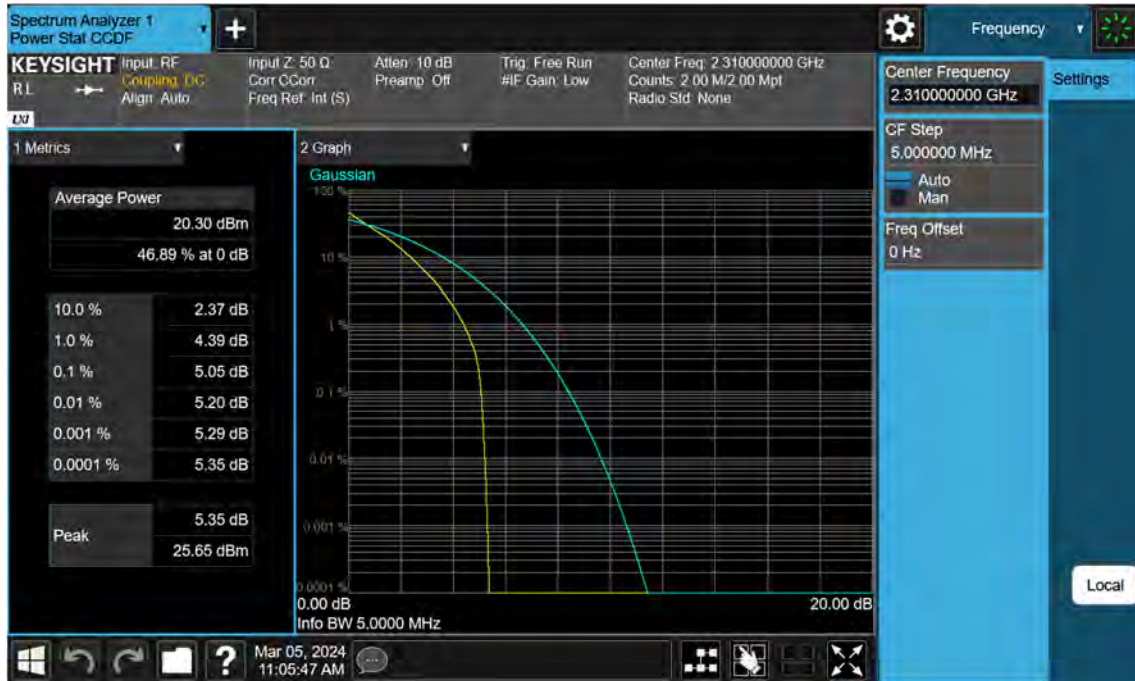 Spectrum Analyzer 1
Power Stat CCDF
Frequency
KEYSIGHT
RL
LXI
Input: RF
Coupling: DC
Align: Auto
Input Z: 50 Ω
Corr CCorr
Freq Ref: Int (S)
Atten: 10 dB
Preamp: Off
Trig: Free Run
#IF Gain: Low
Center Freq: 2.310000000 GHz
Counts: 2.00 M/2.00 Mpt
Radio Std: None
Center Frequency
2.310000000 GHz
Settings
CF Step
5.000000 MHz
Auto
Man
Freq Offset
0 Hz
1 Metrics
Average Power
20.30 dBm
46.89 % at 0 dB
10.0 % 2.37 dB
1.0 % 4.39 dB
0.1 % 5.05 dB
0.01 % 5.20 dB
0.001 % 5.29 dB
0.0001 % 5.35 dB
Peak
5.35 dB
25.65 dBm
2 Graph
Gaussian
100 %
10 %
1 %
0.1 %
0.01 %
0.001 %
0.0001 %
0.00 dB 20.00 dB
Info BW 5.0000 MHz
Local
?
Mar 05, 2024
11:05:47 AM